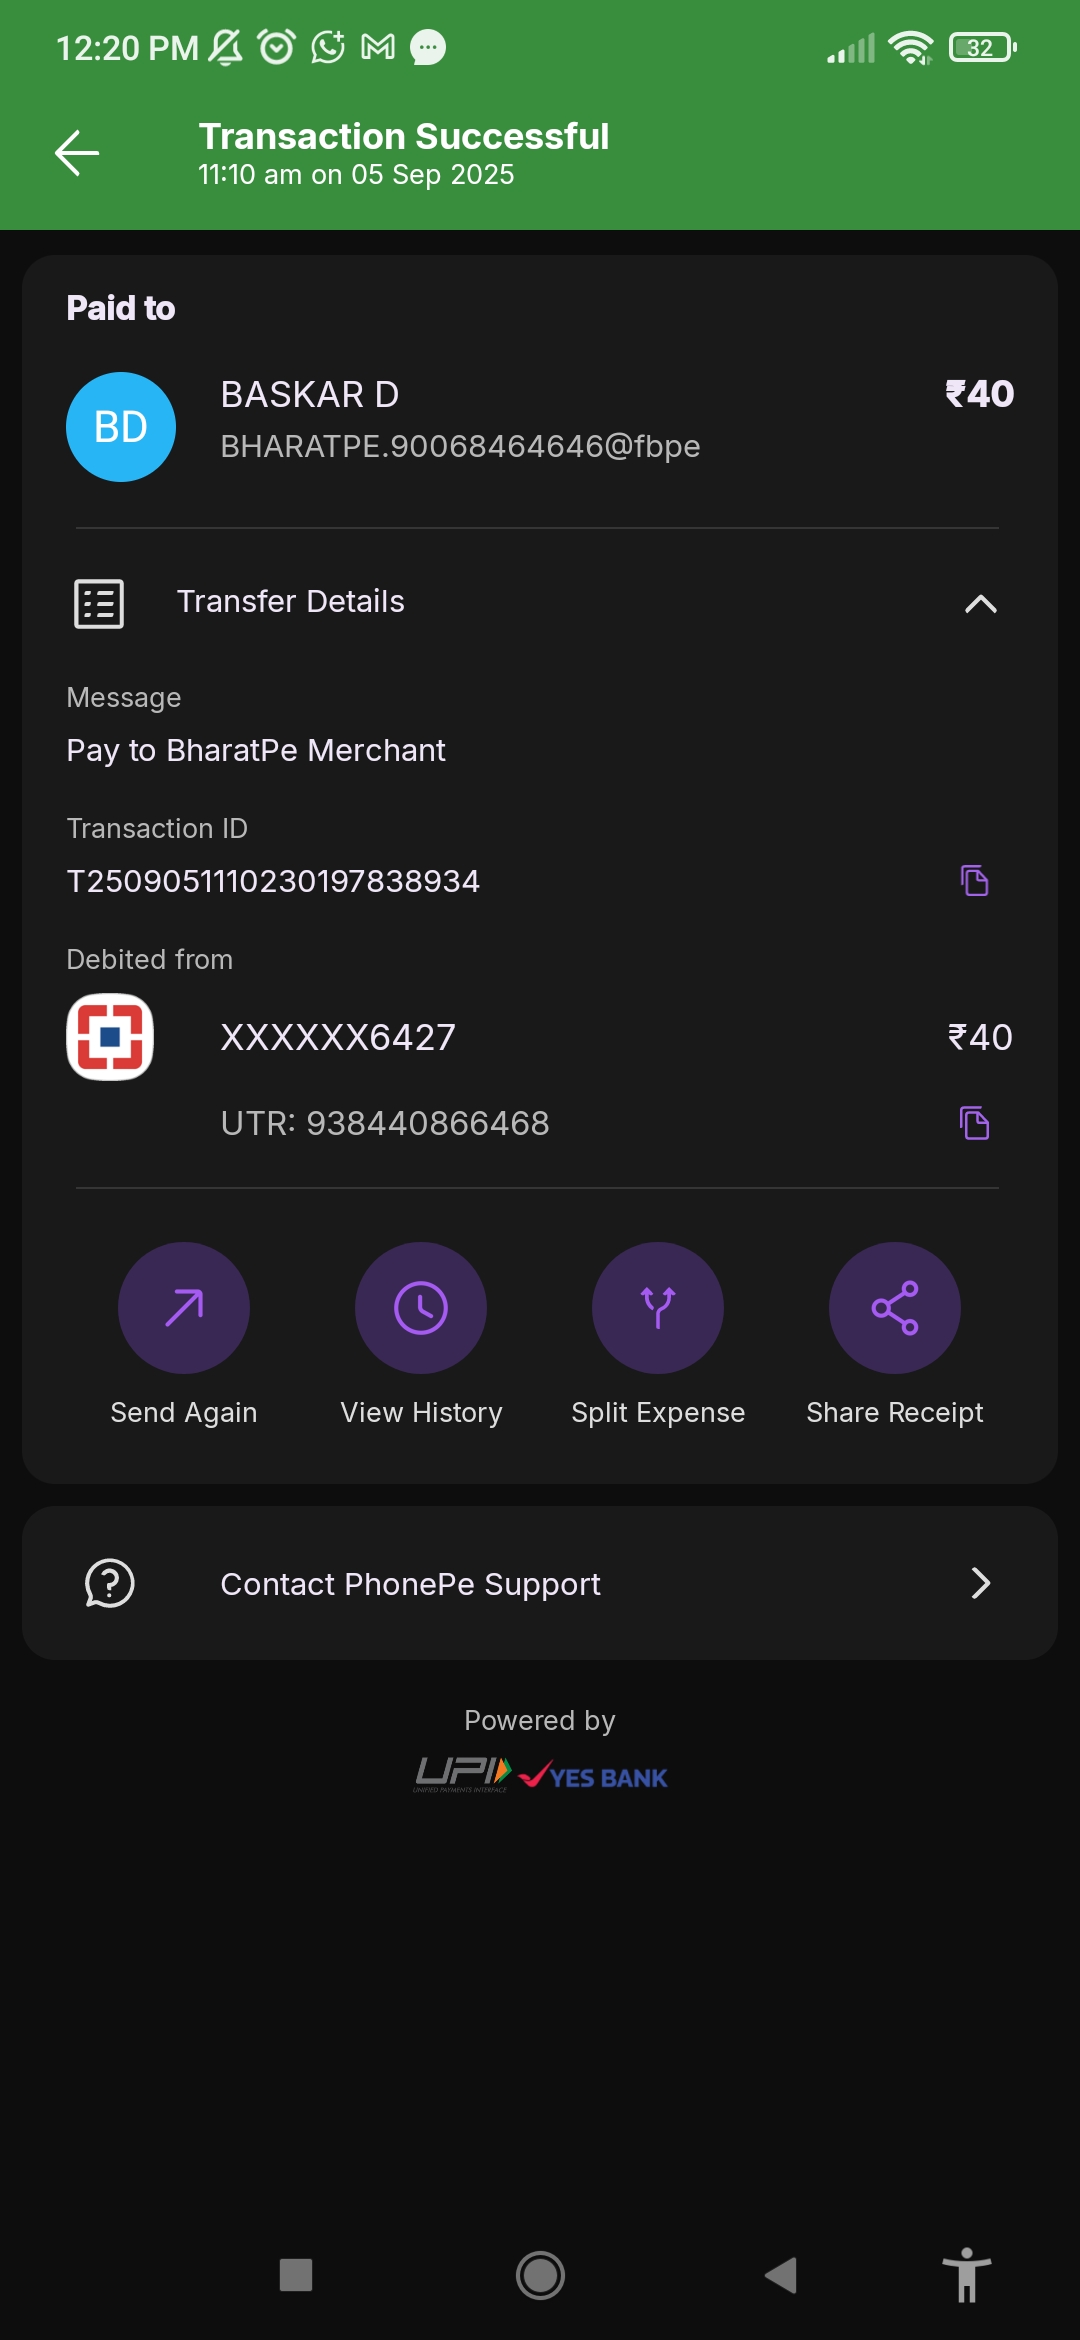 12:20 PM
32
Transaction Successful
11:10 am on 05 Sep 2025
Paid to
BD
BASKAR D
₹40
BHARATPE.90068464646@fbpe
Transfer Details
Message
Pay to BharatPe Merchant
Transaction ID
T2509051110230197838934
Debited from
XXXXXX6427
₹40
UTR: 938440866468
Send Again
View History
Split Expense
Share Receipt
Contact PhonePe Support
Powered by
UPI
UNIFIED PAYMENTS INTERFACE
YES BANK